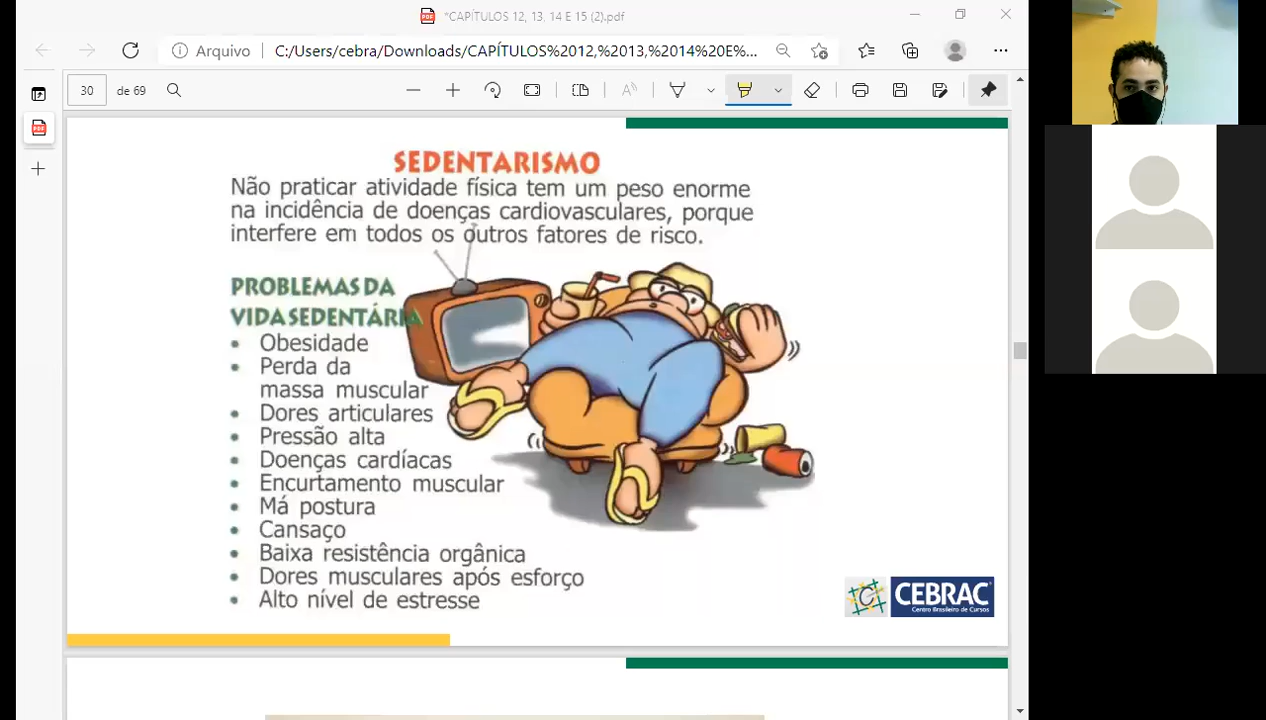 *CAPÍTULOS 12, 13, 14 E 15 (2).pdf
Arquivo
C:/Users/cebra/Downloads/CAPÍTULOS%2012,%2013,%2014%20E%...
30
de 69
SEDENTARISMO
Não praticar atividade física tem um peso enorme
na incidência de doenças cardiovasculares, porque
interfere em todos os outros fatores de risco.
PROBLEMAS DA
VIDA SEDENTÁRIA
• Obesidade
• Perda da
massa muscular
• Dores articulares
• Pressão alta
• Doenças cardíacas
• Encurtamento muscular
• Má postura
• Cansaço
• Baixa resistência orgânica
• Dores musculares após esforço
• Alto nível de estresse
CEBRAC
Centro Brasileiro de Cursos